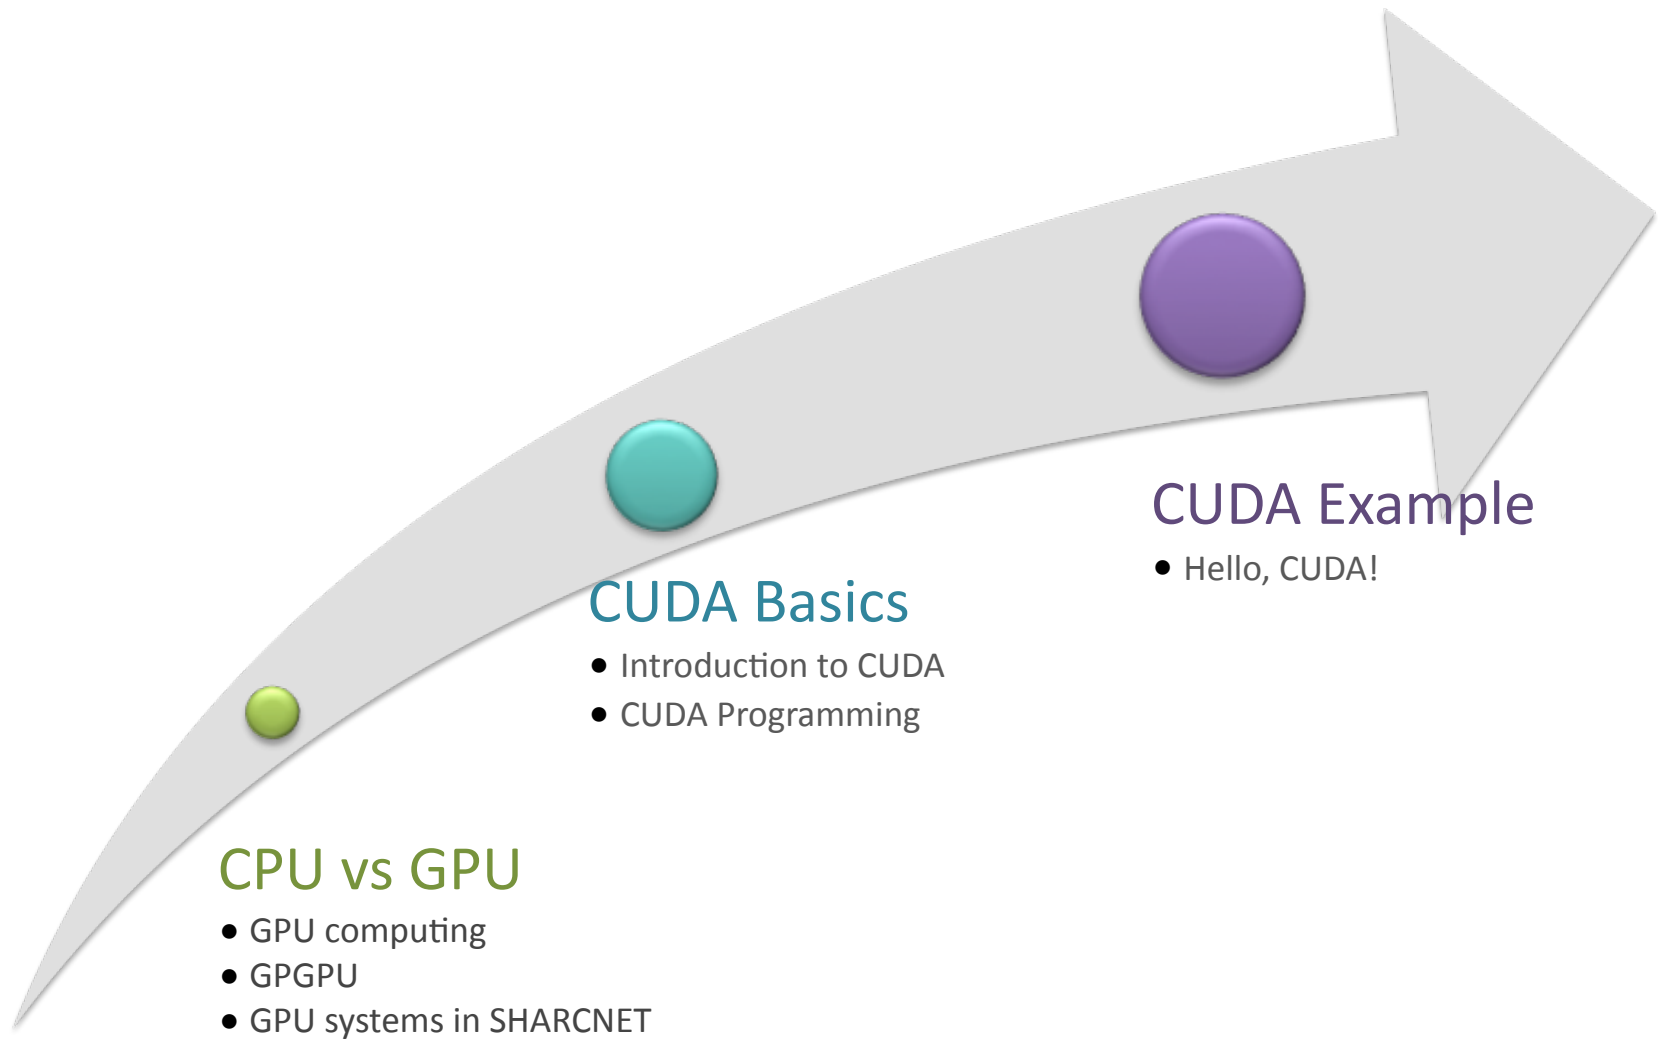 CPU vs GPU
• GPU computing
• GPGPU
• GPU systems in SHARCNET
CUDA Basics
• Introduction to CUDA
• CUDA Programming
CUDA Example
• Hello, CUDA!